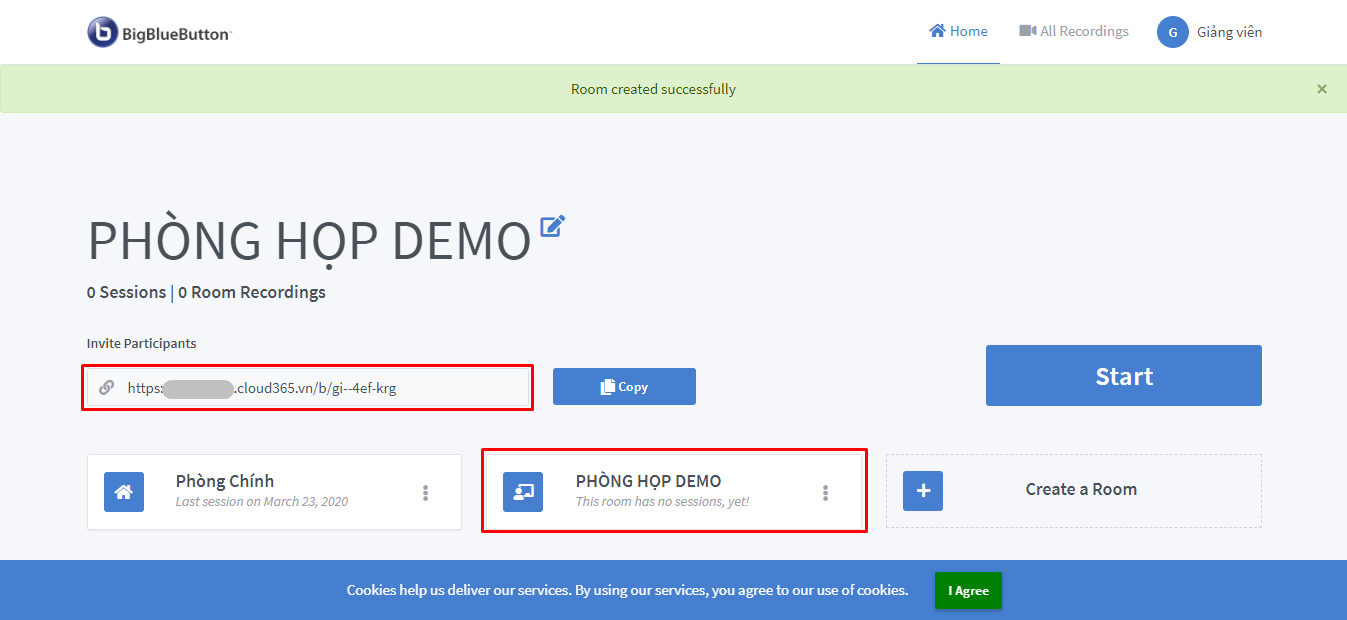 BigBlueButton
Home
All Recordings
G
Giảng viên
Room created successfully
×
PHÒNG HỌP DEMO
0 Sessions | 0 Room Recordings
Invite Participants
https:
.cloud365.vn/b/gi--4ef-krg
Copy
Start
Phòng Chính
Last session on March 23, 2020
PHÒNG HỌP DEMO
This room has no sessions, yet!
Create a Room
Cookies help us deliver our services. By using our services, you agree to our use of cookies.
I Agree